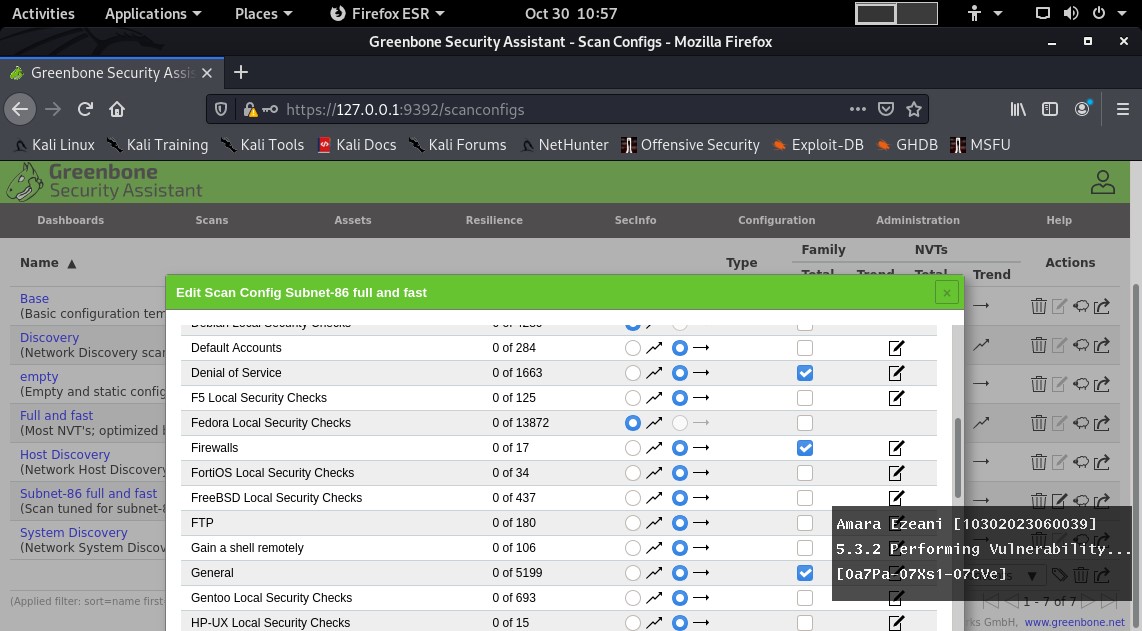 Activities Applications Places Firefox ESR Oct 30 10:57
Greenbone Security Assistant - Scan Configs - Mozilla Firefox
Greenbone Security Assis
https://127.0.0.1:9392/scanconfigs
Kali Linux Kali Training Kali Tools Kali Docs Kali Forums NetHunter Offensive Security Exploit-DB GHDB MSFU
Greenbone
Security Assistant
Dashboards Scans Assets Resilience SecInfo Configuration Administration Help
Family NVTs
Name ▲ Type Total Trend Total Trend Actions
Edit Scan Config Subnet-86 full and fast
Base
(Basic configuration tem
Discovery
(Network Discovery scan
empty
(Empty and static config
Full and fast
(Most NVT's; optimized b
Host Discovery
(Network Host Discovery
Subnet-86 full and fast
(Scan tuned for subnet-8
System Discovery
(Network System Discov
(Applied filter: sort=name first
Debian Local Security Checks
Default Accounts 0 of 284
Denial of Service 0 of 1663
F5 Local Security Checks 0 of 125
Fedora Local Security Checks 0 of 13872
Firewalls 0 of 17
FortiOS Local Security Checks 0 of 34
FreeBSD Local Security Checks 0 of 437
FTP 0 of 180
Gain a shell remotely 0 of 106
General 0 of 5199
Gentoo Local Security Checks 0 of 693
HP-UX Local Security Checks 0 of 15
Amara Ezeani [10302023060039]
5.3.2 Performing Vulnerability...
[0a7Pa-07Xs1-07CVe]
1 - 7 of 7
rks GmbH, www.greenbone.net